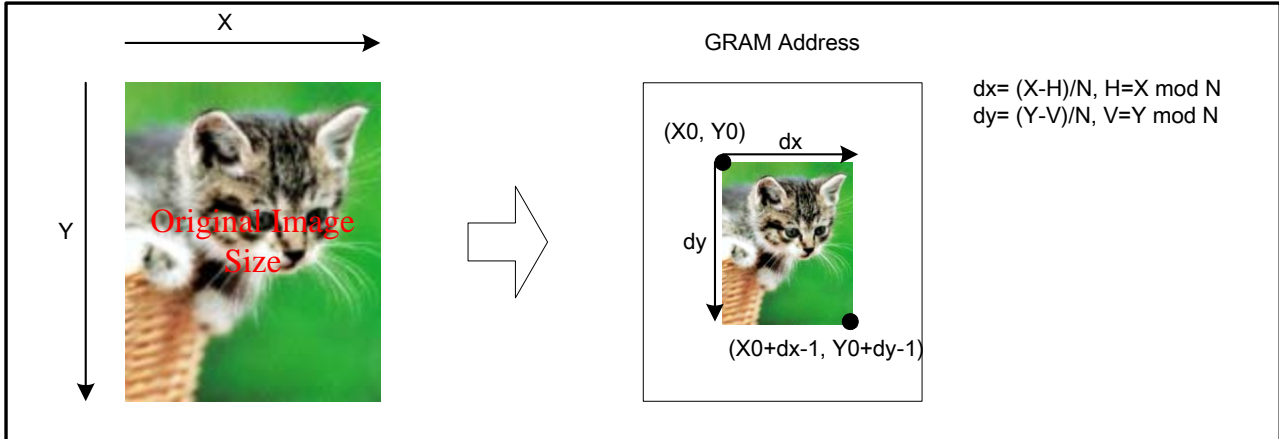 X
Y
Original Image
Size
GRAM Address
(X0, Y0)
dx
dy
(X0+dx-1, Y0+dy-1)
dx= (X-H)/N, H=X mod N
dy= (Y-V)/N, V=Y mod N